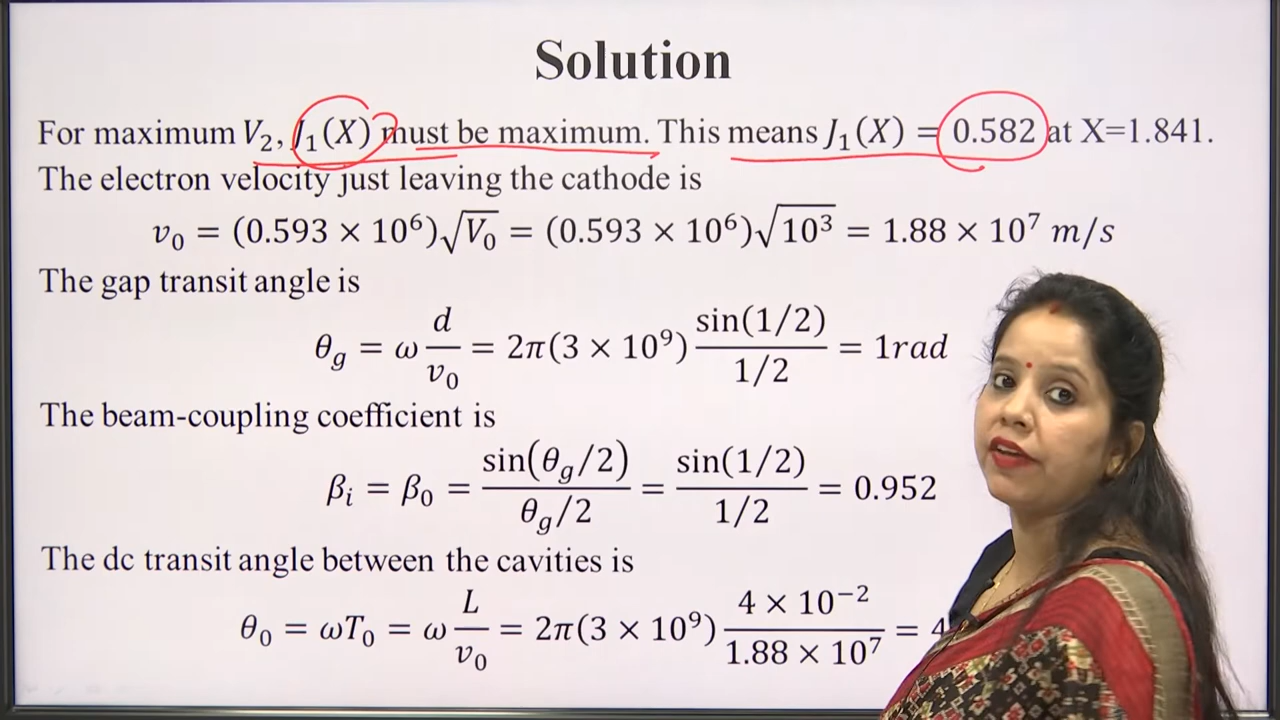 Solution
For maximum V₂, J₁(X) must be maximum. This means J₁(X) = 0.582 at X=1.841.
The electron velocity just leaving the cathode is
v₀ = (0.593 × 10⁶)√V₀ = (0.593 × 10⁶)√10³ = 1.88 × 10⁷ m/s
The gap transit angle is
θg = ω d/v₀ = 2π(3 × 10⁹) sin(1/2)/1/2 = 1rad
The beam-coupling coefficient is
βᵢ = β₀ = sin(θg/2)/θg/2 = sin(1/2)/1/2 = 0.952
The dc transit angle between the cavities is
θ₀ = ωT₀ = ω L/v₀ = 2π(3 × 10⁹) 4 × 10⁻²/1.88 × 10⁷ = 4